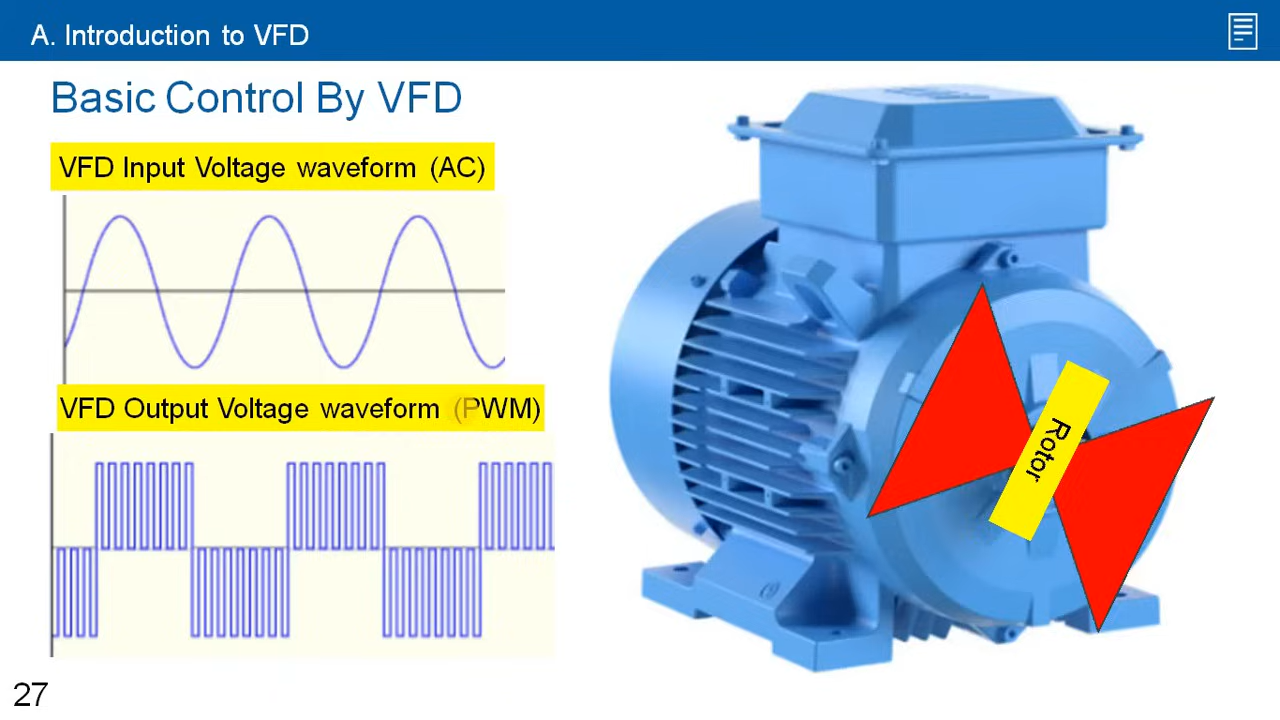 A. Introduction to VFD
Basic Control By VFD
VFD Input Voltage waveform (AC)
VFD Output Voltage waveform (PWM)
Rotor
27